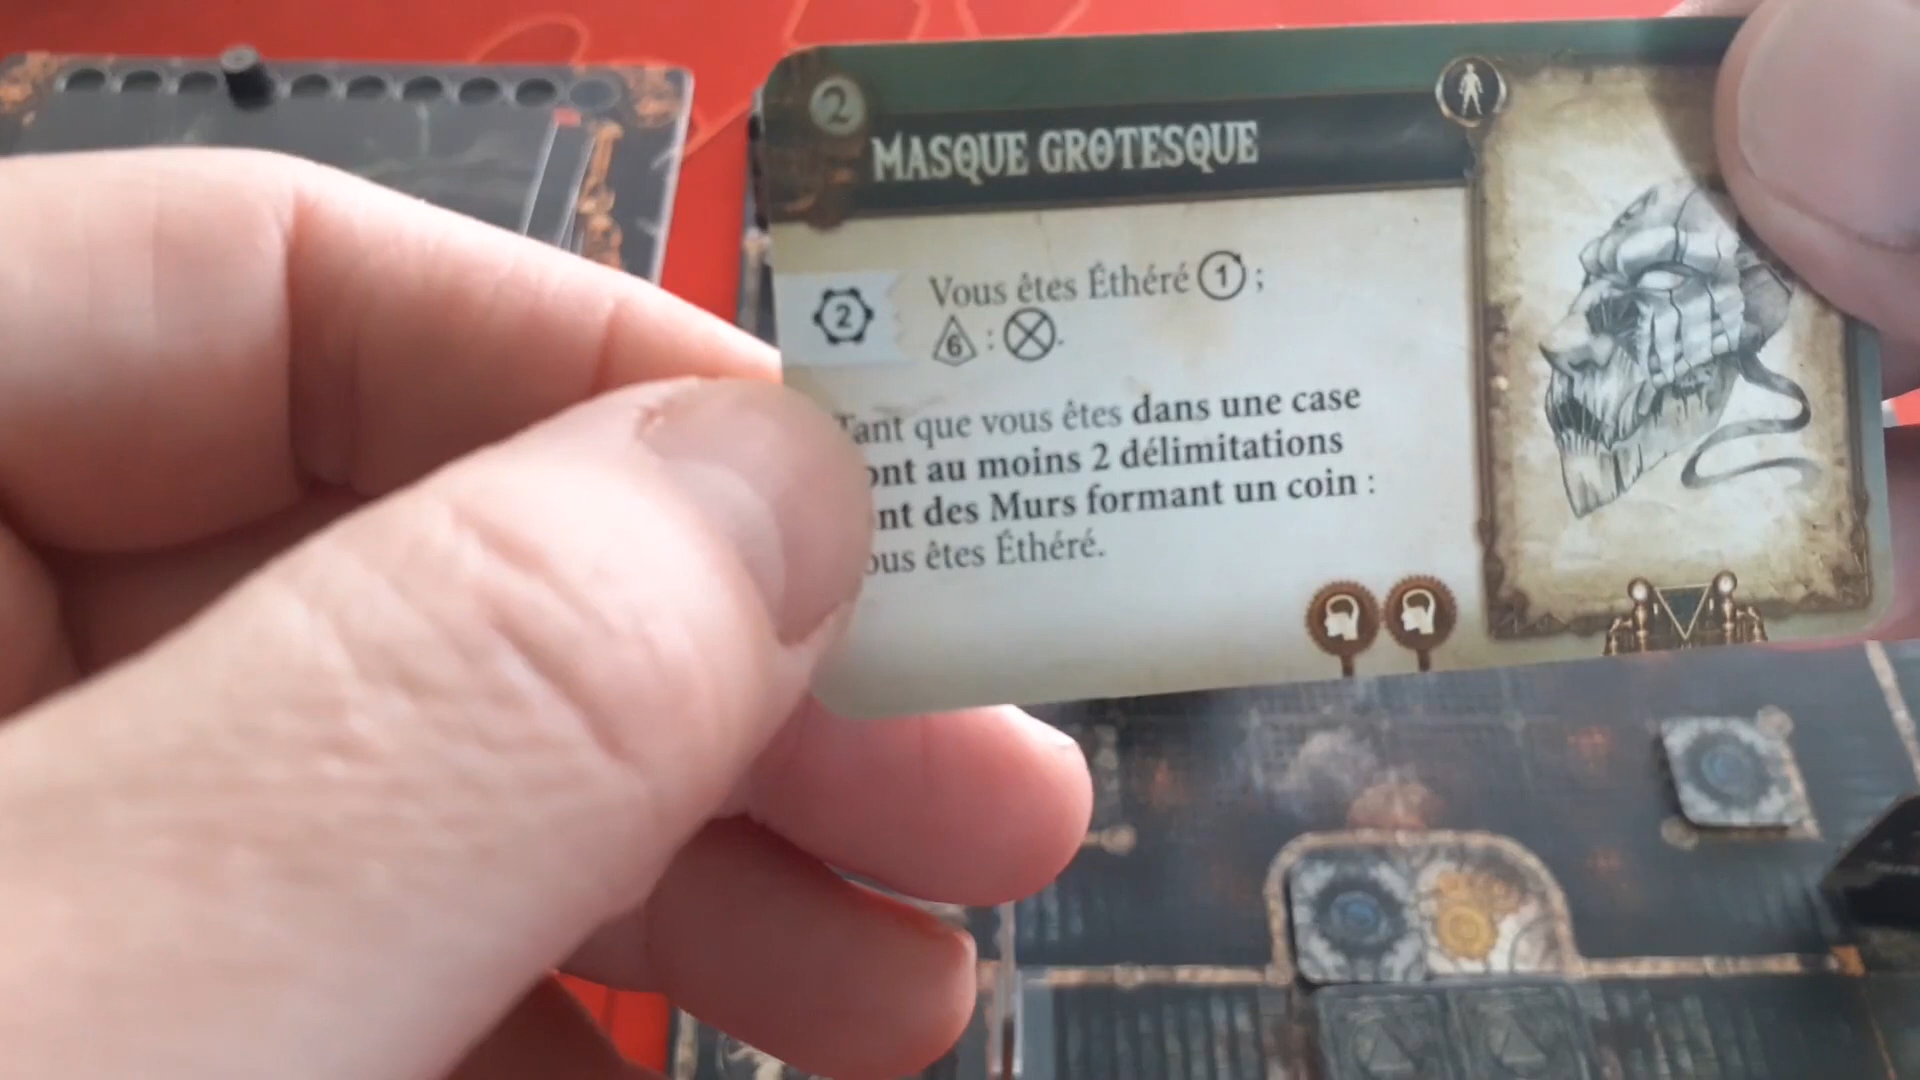 2
MASQUE GROTESQUE
2
Vous êtes Éthéré 1 ;
6 : .
Tant que vous êtes dans une case
ont au moins 2 délimitations
nt des Murs formant un coin :
ous êtes Éthéré.